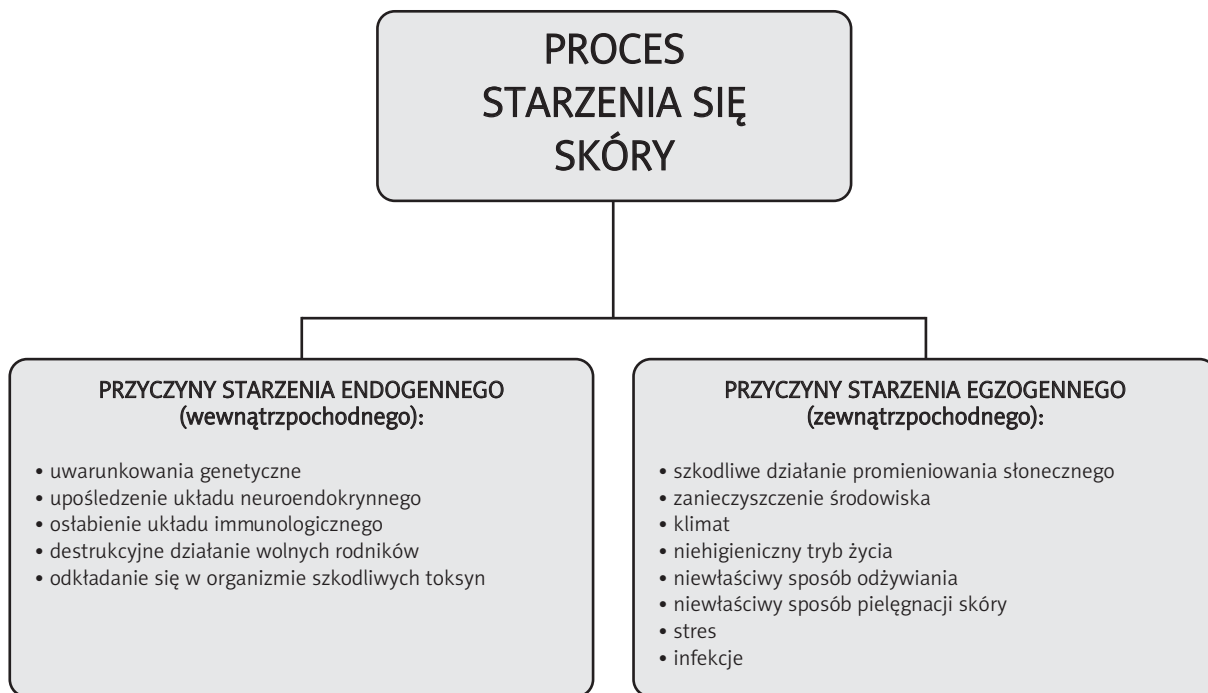 PROCES
STARZENIA SIĘ
SKÓRY
PRZYCZYNY STARZENIA ENDOGENNEGO
(wewnątrzpochodnego):
• uwarunkowania genetyczne
• upośledzenie układu neuroendokrynnego
• osłabienie układu immunologicznego
• destrukcyjne działanie wolnych rodników
• odkładanie się w organizmie szkodliwych toksyn
PRZYCZYNY STARZENIA EGZOGENNEGO
(zewnątrzpochodnego):
• szkodliwe działanie promieniowania słonecznego
• zanieczyszczenie środowiska
• klimat
• niehigieniczny tryb życia
• niewłaściwy sposób odżywiania
• niewłaściwy sposób pielęgnacji skóry
• stres
• infekcje